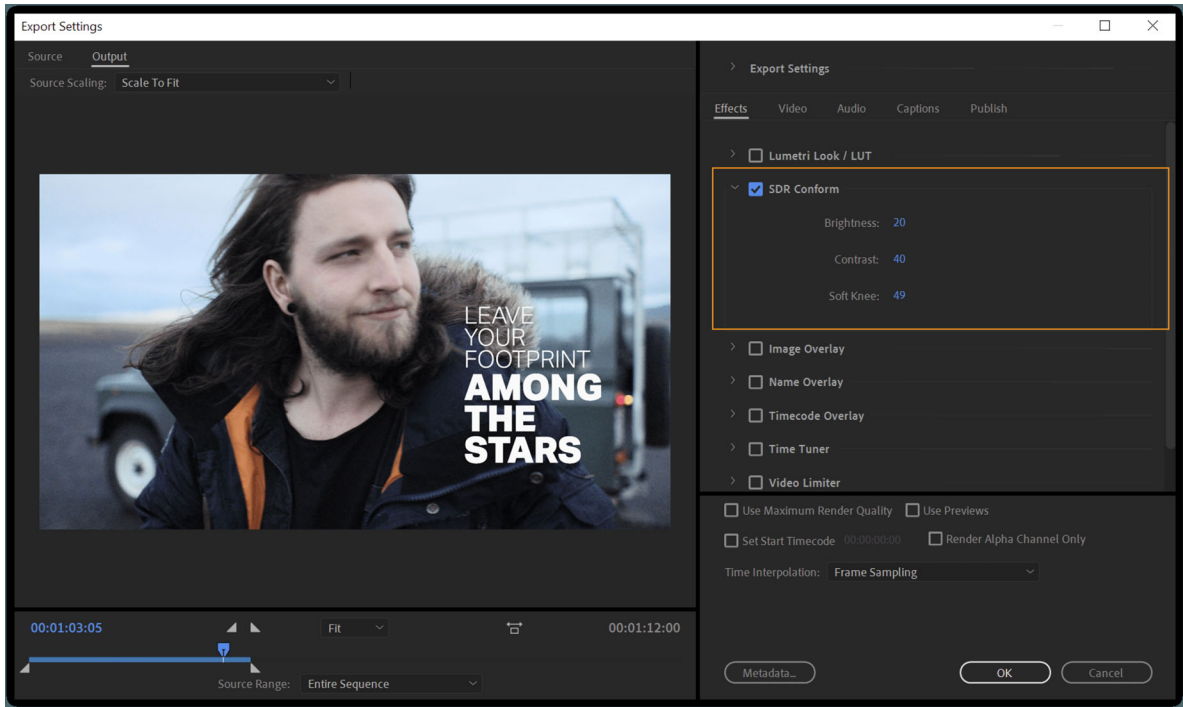 Export Settings
Source Output
Source Scaling: Scale To Fit
LEAVE
YOUR
FOOTPRINT
AMONG
THE
STARS
00:01:03:05 Fit 00:01:12:00
Source Range: Entire Sequence
Export Settings
Effects Video Audio Captions Publish
Lumetri Look / LUT
SDR Conform
Brightness: 20
Contrast: 40
Soft Knee: 49
Image Overlay
Name Overlay
Timecode Overlay
Time Tuner
Video Limiter
Use Maximum Render Quality Use Previews
Set Start Timecode 00:00:00:00 Render Alpha Channel Only
Time Interpolation: Frame Sampling
Metadata... OK Cancel